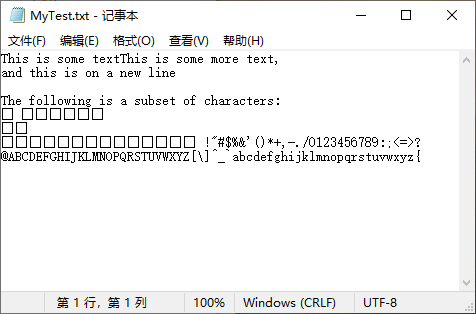 MyTest.txt - 记事本
文件(F) 编辑(E) 格式(O) 查看(V) 帮助(H)
This is some textThis is some more text,
and this is on a new line
The following is a subset of characters:
□ □□□□□□
□□
□□□□□□□□□□□□□□ !"#$%&'()*+,-./0123456789:;<=>?
@ABCDEFGHIJKLMNOPQRSTUVWXYZ[\]^_`abcdefghijklmnopqrstuvwxyz{
第 1 行，第 1 列 100% Windows (CRLF) UTF-8